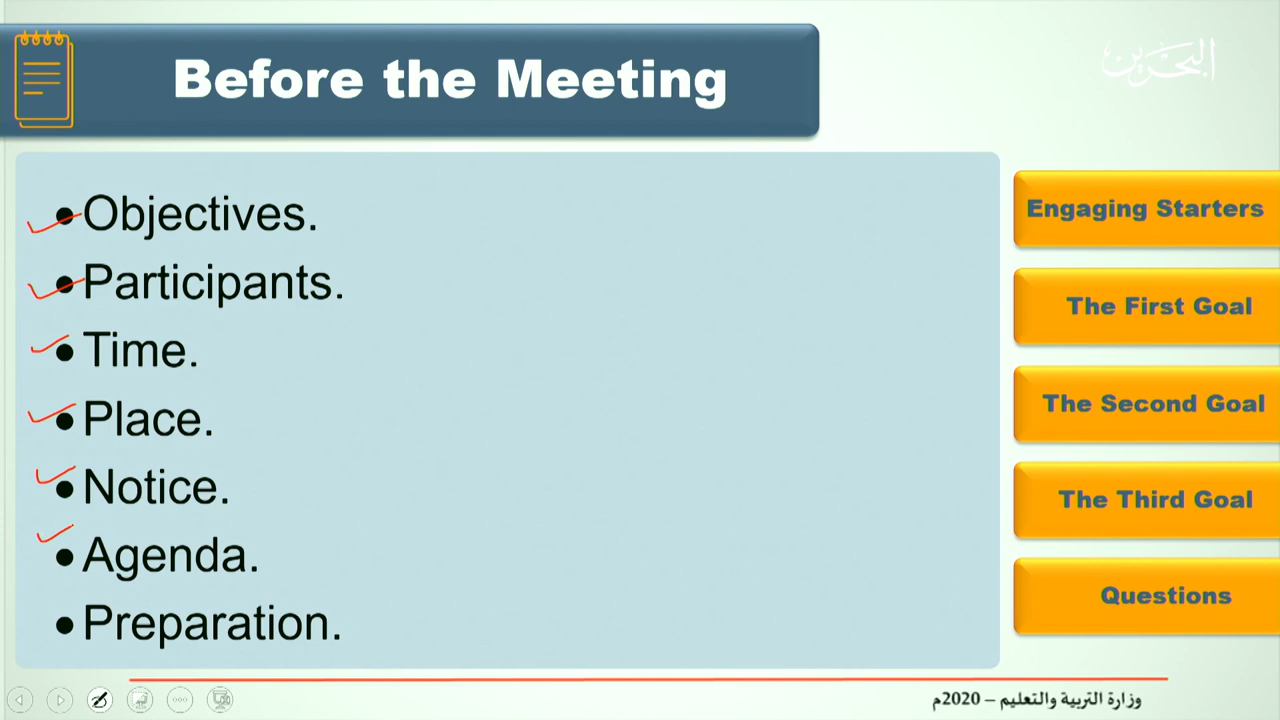 Before the Meeting
البحرين
• Objectives.
• Participants.
• Time.
• Place.
• Notice.
• Agenda.
• Preparation.
Engaging Starters
The First Goal
The Second Goal
The Third Goal
Questions
وزارة التربية والتعليم – 2020م